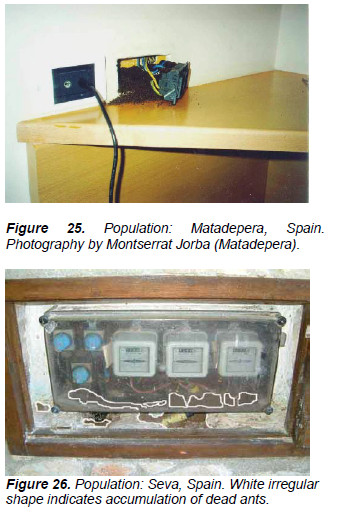 Figure 25. Population: Matadepera, Spain.
Photography by Montserrat Jorba (Matadepera).
Figure 26. Population: Seva, Spain. White irregular
shape indicates accumulation of dead ants.